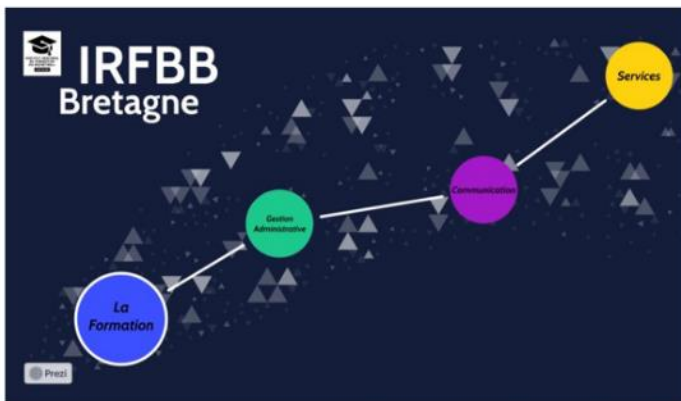 IRFBB
Bretagne
Services
Communication
Gestion
Administrative
La
Formation
Prezi